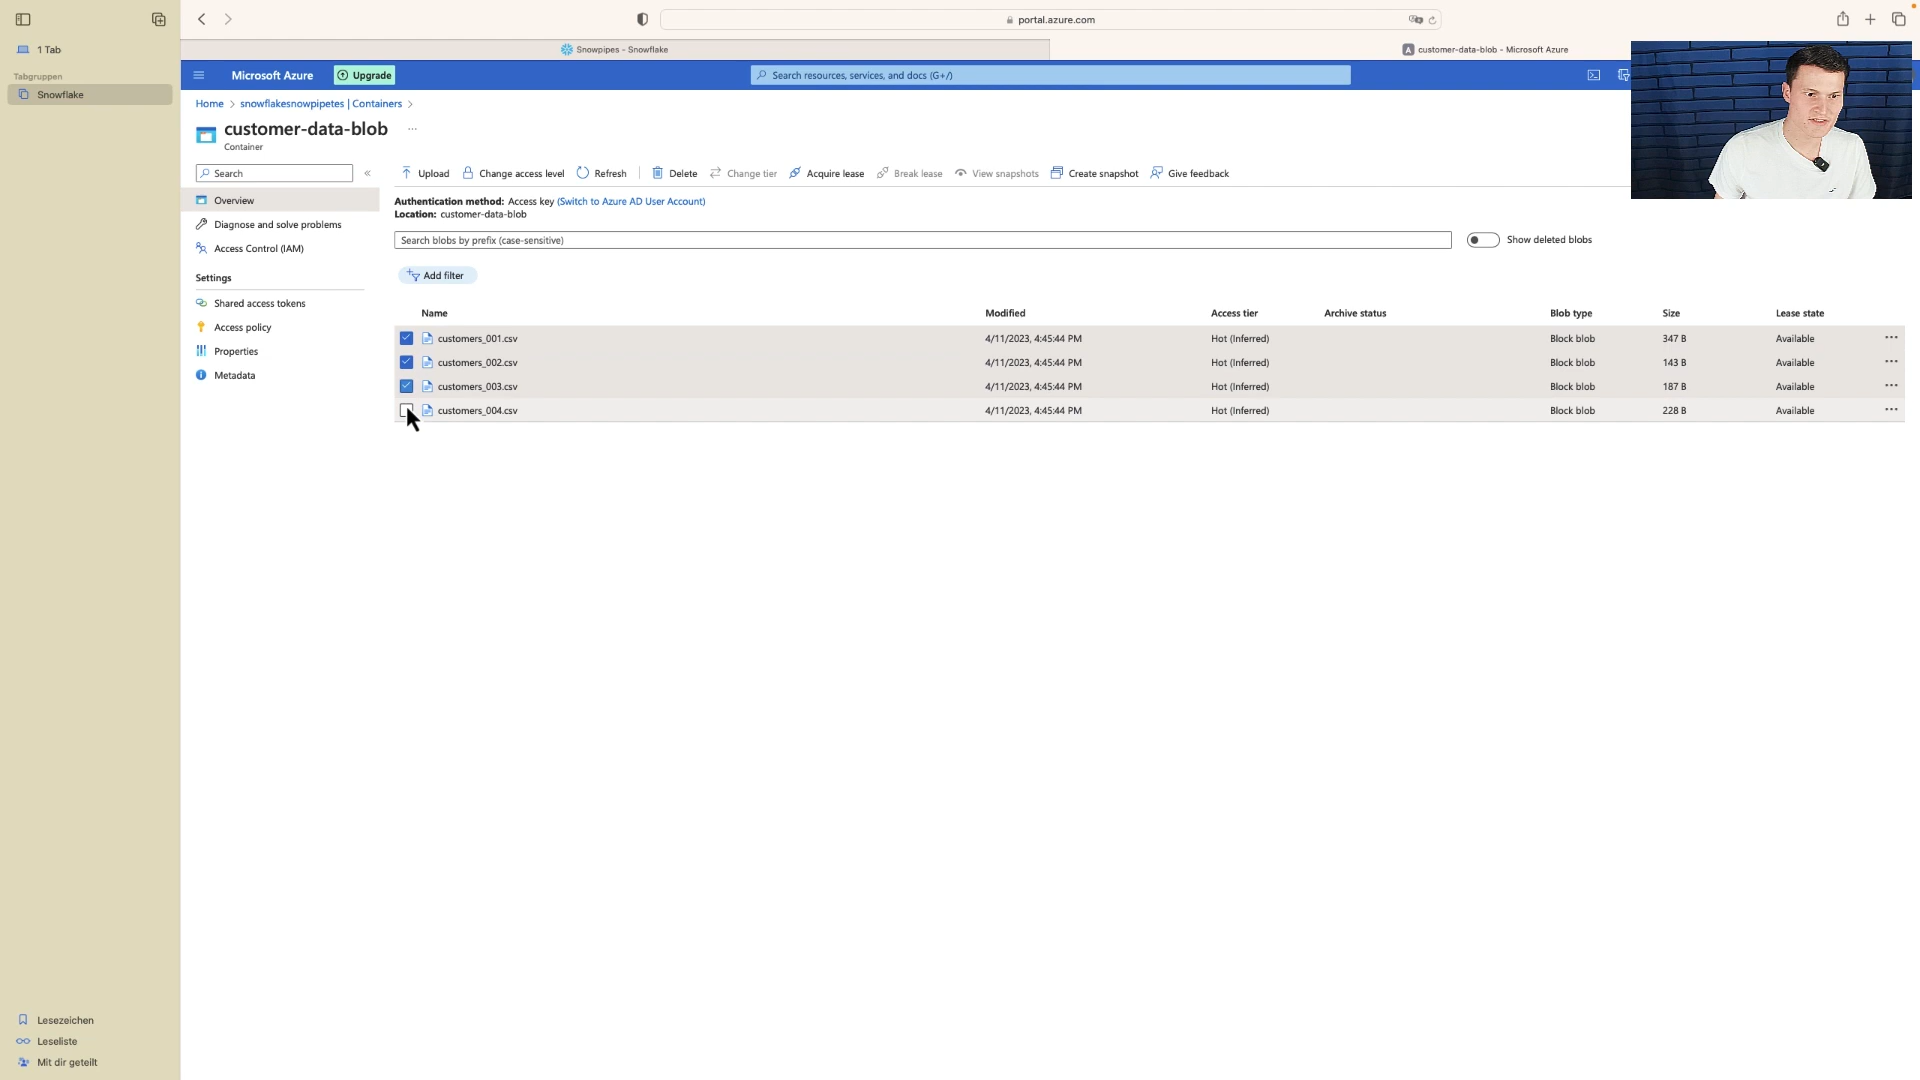 portal.azure.com
1 Tab
Tabgruppen
Snowflake
Snowpipes - Snowflake
customer-data-blob - Microsoft Azure
Microsoft Azure
Upgrade
Search resources, services, and docs (G+/)
Home > snowflakesnowpipetes | Containers >
customer-data-blob ...
Container
Search
«
Upload
Change access level
Refresh
Delete
Change tier
Acquire lease
Break lease
View snapshots
Create snapshot
Give feedback
Overview
Diagnose and solve problems
Access Control (IAM)
Settings
Shared access tokens
Access policy
Properties
Metadata
Authentication method: Access key (Switch to Azure AD User Account)
Location: customer-data-blob
Search blobs by prefix (case-sensitive)
Show deleted blobs
Add filter
Name Modified Access tier Archive status Blob type Size Lease state
customers_001.csv 4/11/2023, 4:45:44 PM Hot (Inferred) Block blob 347 B Available ...
customers_002.csv 4/11/2023, 4:45:44 PM Hot (Inferred) Block blob 143 B Available ...
customers_003.csv 4/11/2023, 4:45:44 PM Hot (Inferred) Block blob 187 B Available ...
customers_004.csv 4/11/2023, 4:45:44 PM Hot (Inferred) Block blob 228 B Available ...
Lesezeichen
Leseliste
Mit dir geteilt